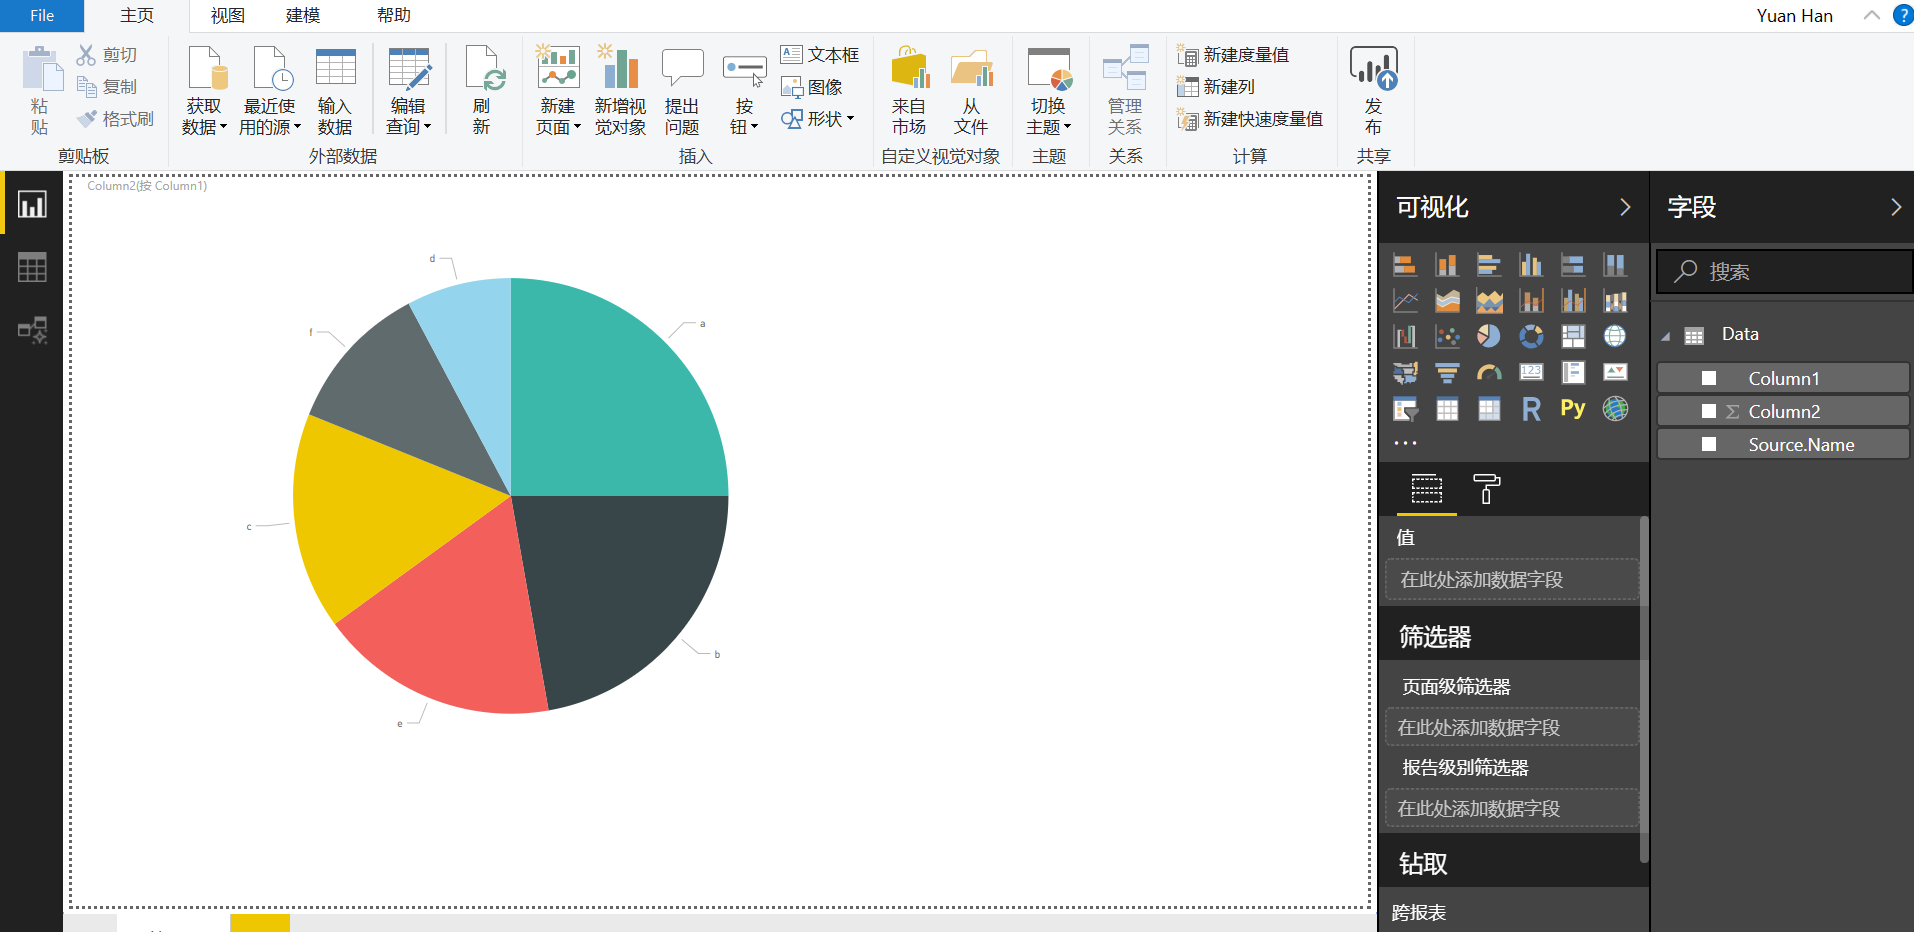 File 主页 视图 建模 帮助 Yuan Han ?
粘贴
剪切
复制
格式刷
剪贴板
获取数据
最近使用的源
输入数据
编辑查询
外部数据
刷新
新建页面
新增视觉对象
提出问题
按钮
文本框
图像
形状
插入
来自市场
从文件
自定义视觉对象
切换主题
主题
管理关系
关系
新建度量值
新建列
新建快速度量值
计算
发布
共享
Column2(按 Column1)
d
a
f
c
b
e
可视化
123
R Py
...
值
在此处添加数据字段
筛选器
页面级筛选器
在此处添加数据字段
报告级别筛选器
在此处添加数据字段
钻取
跨报表
字段
搜索
Data
Column1
Σ Column2
Source.Name